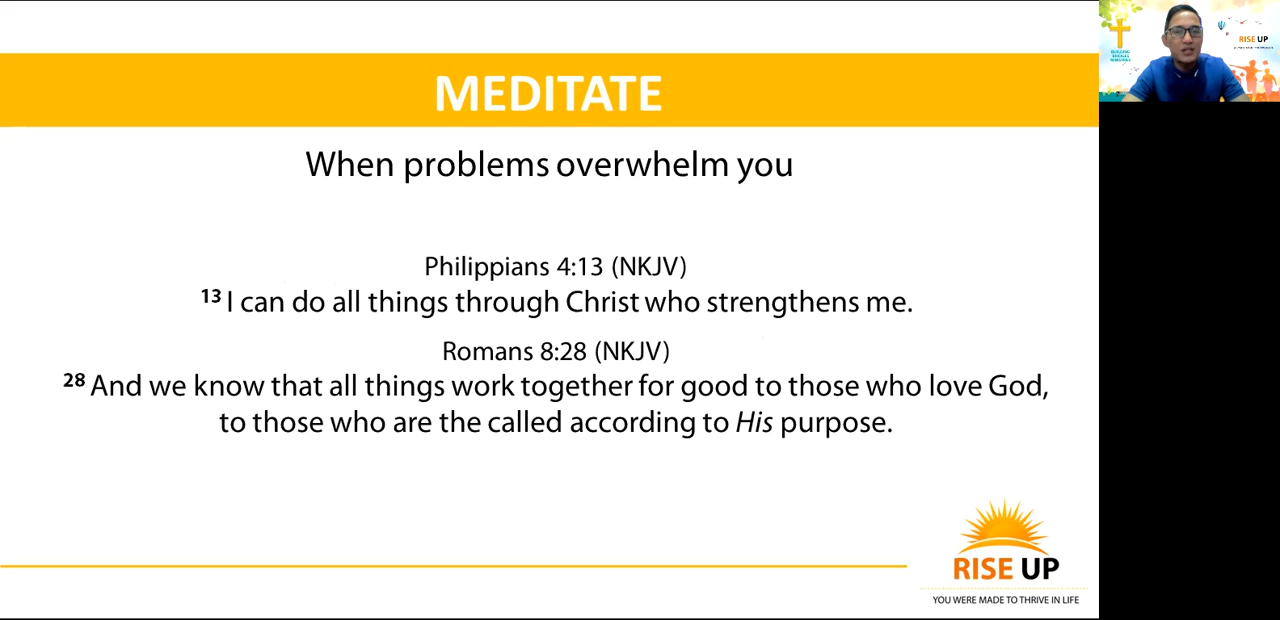 MEDITATE
When problems overwhelm you
Philippians 4:13 (NKJV)
13 I can do all things through Christ who strengthens me.
Romans 8:28 (NKJV)
28 And we know that all things work together for good to those who love God,
to those who are the called according to His purpose.
RISE UP
YOU WERE MADE TO THRIVE IN LIFE
BUILDING
BRIDGES
MINISTRIES
RISE UP